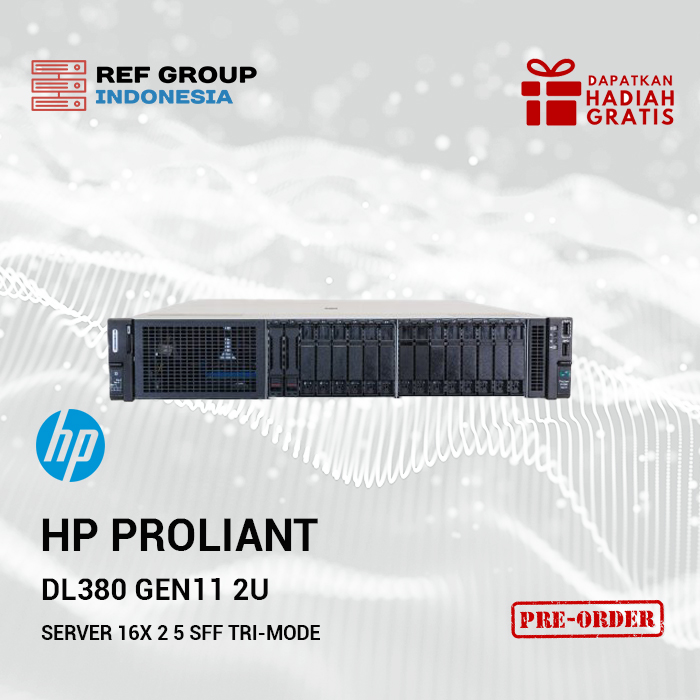 REF GROUP
INDONESIA
DAPATKAN
HADIAH
GRATIS
hp
HP PROLIANT
DL380 GEN11 2U
SERVER 16X 2 5 SFF TRI-MODE
PRE-ORDER